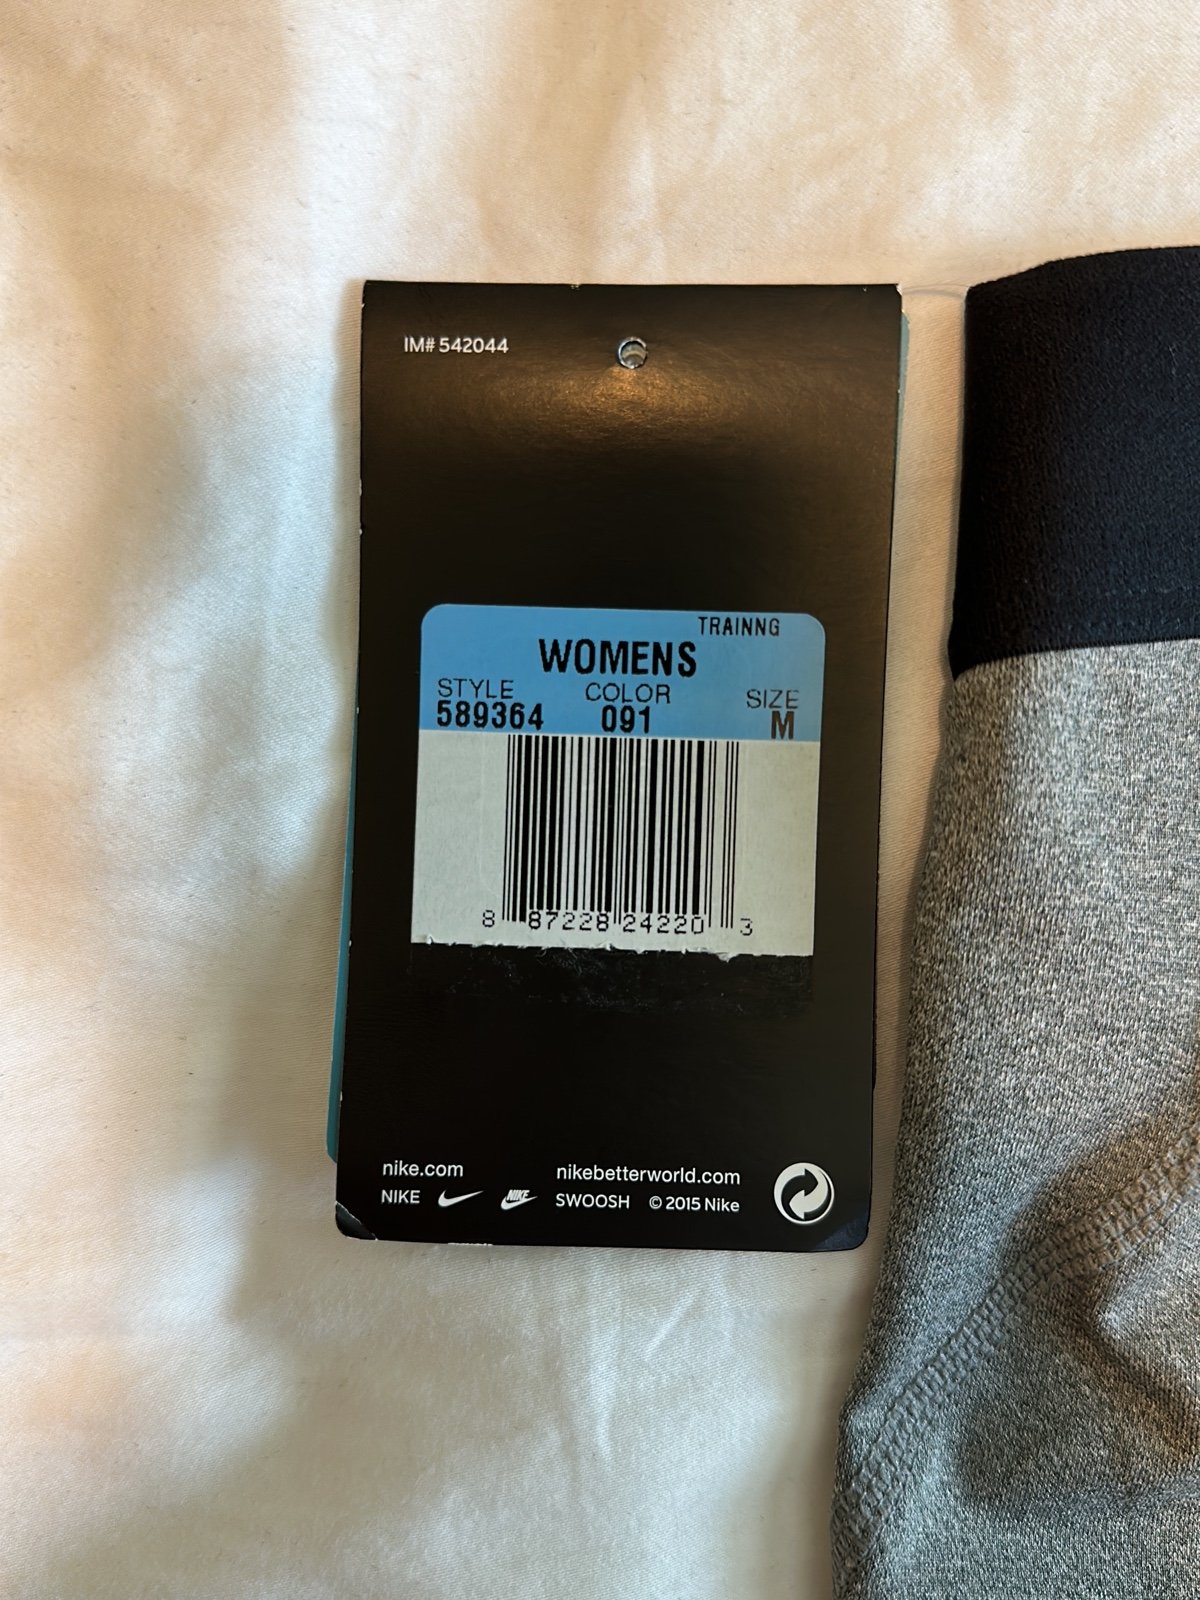 IM# 542044
TRAINNG
WOMENS
STYLE COLOR SIZE
589364 091 M
8 87228 24220 3
nike.com nikebetterworld.com
NIKE NIKE SWOOSH © 2015 Nike